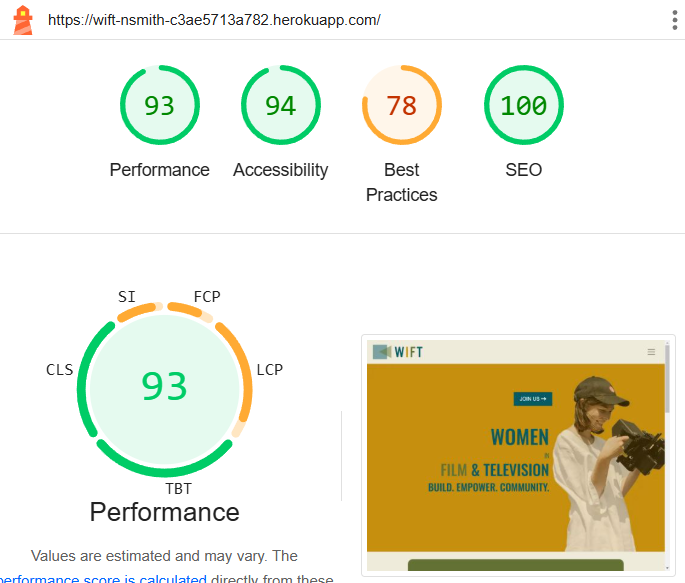 https://wift-nsmith-c3ae5713a782.herokuapp.com/
93
94
78
100
Performance
Accessibility
Best
Practices
SEO
SI
FCP
CLS
LCP
93
TBT
Performance
Values are estimated and may vary. The
performance score is calculated directly from these
WIFT
JOIN US →
WOMEN
IN
FILM & TELEVISION
BUILD. EMPOWER. COMMUNITY.